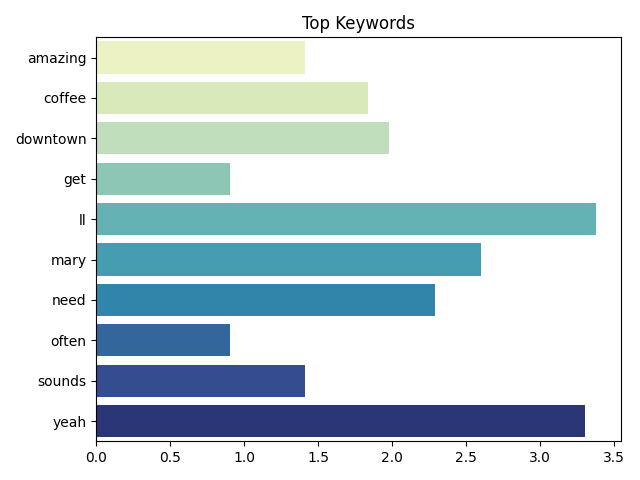 Top Keywords
amazing
coffee
downtown
get
ll
mary
need
often
sounds
yeah
0.0 0.5 1.0 1.5 2.0 2.5 3.0 3.5